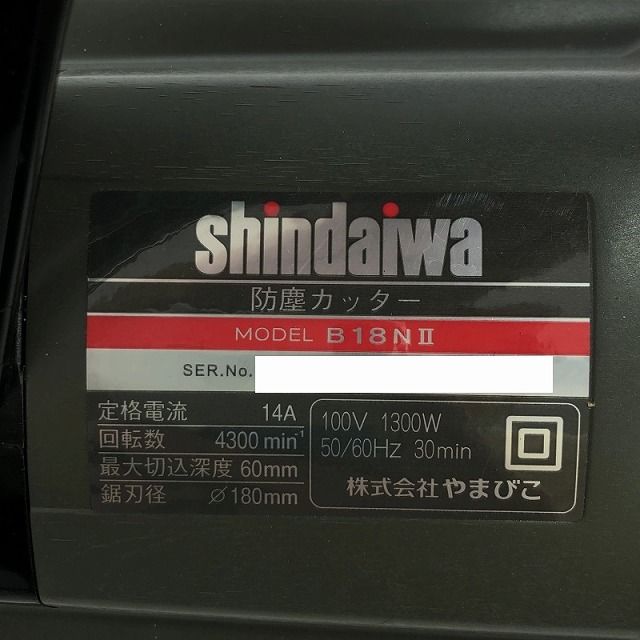 shindaiwa
防塵カッター
MODEL B18NⅡ
SER.No.
定格電流 14A
回転数 4300min⁻¹
最大切込深度 60mm
鋸刃径 ∅180mm
100V 1300W
50/60Hz 30min
株式会社やまびこ